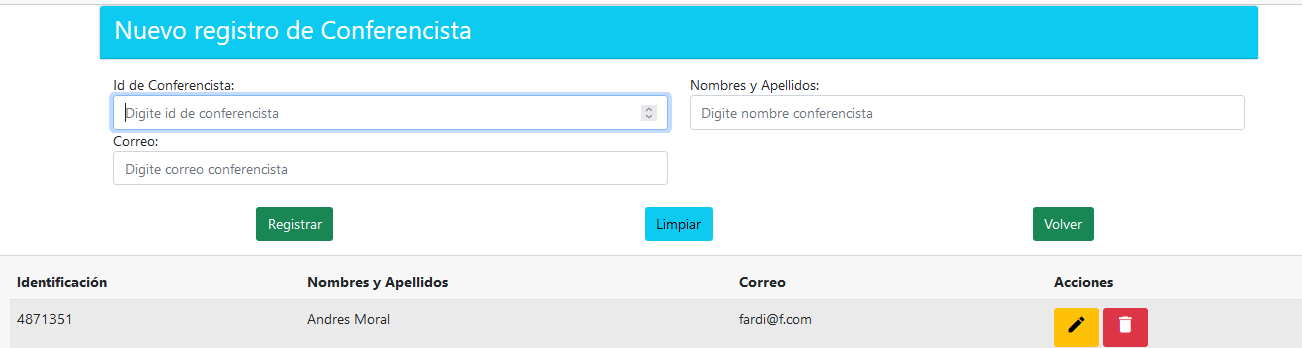 Nuevo registro de Conferencista
Id de Conferencista: Nombres y Apellidos:
Digite id de conferencista Digite nombre conferencista
Correo:
Digite correo conferencista
Registrar Limpiar Volver
Identificación Nombres y Apellidos Correo Acciones
4871351 Andres Moral fardi@f.com